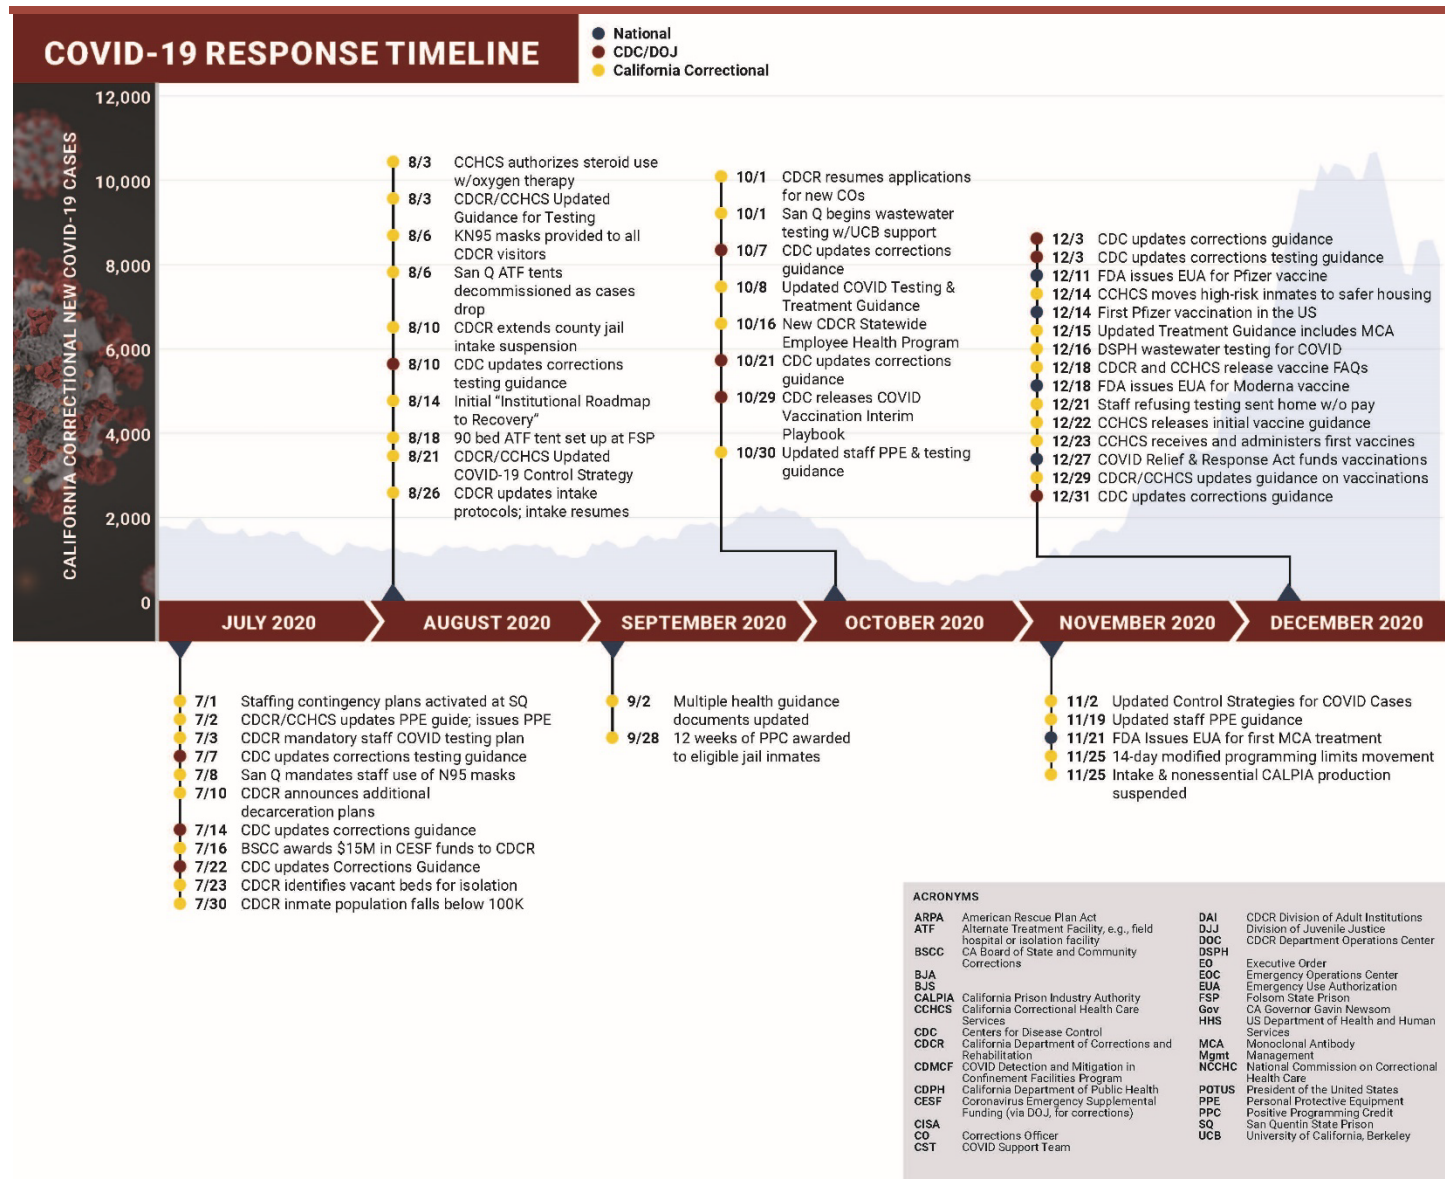 COVID-19 RESPONSE TIMELINE
National
CDC/DOJ
California Correctional
CALIFORNIA CORRECTIONAL NEW COVID-19 CASES
12,000
10,000
8,000
6,000
4,000
2,000
0
8/3 CCHCS authorizes steroid use
w/oxygen therapy
8/3 CDCR/CCHCS Updated
Guidance for Testing
8/6 KN95 masks provided to all
CDCR visitors
8/6 San Q ATF tents
decommissioned as cases
drop
8/10 CDCR extends county jail
intake suspension
8/10 CDC updates corrections
testing guidance
8/14 Initial “Institutional Roadmap
to Recovery”
8/18 90 bed ATF tent set up at FSP
8/21 CDCR/CCHCS Updated
COVID-19 Control Strategy
8/26 CDCR updates intake
protocols; intake resumes
10/1 CDCR resumes applications
for new COs
10/1 San Q begins wastewater
testing w/UCB support
10/7 CDC updates corrections
guidance
10/8 Updated COVID Testing &
Treatment Guidance
10/16 New CDCR Statewide
Employee Health Program
10/21 CDC updates corrections
guidance
10/29 CDC releases COVID
Vaccination Interim
Playbook
10/30 Updated staff PPE & testing
guidance
12/3 CDC updates corrections guidance
12/3 CDC updates corrections testing guidance
12/11 FDA issues EUA for Pfizer vaccine
12/14 CCHCS moves high-risk inmates to safer housing
12/14 First Pfizer vaccination in the US
12/15 Updated Treatment Guidance includes MCA
12/16 DSPH wastewater testing for COVID
12/18 CDCR and CCHCS release vaccine FAQs
12/18 FDA issues EUA for Moderna vaccine
12/21 Staff refusing testing sent home w/o pay
12/22 CCHCS releases initial vaccine guidance
12/23 CCHCS receives and administers first vaccines
12/27 COVID Relief & Response Act funds vaccinations
12/29 CDCR/CCHCS updates guidance on vaccinations
12/31 CDC updates corrections guidance
JULY 2020
AUGUST 2020
SEPTEMBER 2020
OCTOBER 2020
NOVEMBER 2020
DECEMBER 2020
7/1 Staffing contingency plans activated at SQ
7/2 CDCR/CCHCS updates PPE guide; issues PPE
7/3 CDCR mandatory staff COVID testing plan
7/7 CDC updates corrections testing guidance
7/8 San Q mandates staff use of N95 masks
7/10 CDCR announces additional
decarceration plans
7/14 CDC updates corrections guidance
7/16 BSCC awards $15M in CESF funds to CDCR
7/22 CDC updates Corrections Guidance
7/23 CDCR identifies vacant beds for isolation
7/30 CDCR inmate population falls below 100K
9/2 Multiple health guidance
documents updated
9/28 12 weeks of PPC awarded
to eligible jail inmates
11/2 Updated Control Strategies for COVID Cases
11/19 Updated staff PPE guidance
11/21 FDA Issues EUA for first MCA treatment
11/25 14-day modified programming limits movement
11/25 Intake & nonessential CALPIA production
suspended
ACRONYMS
ARPA American Rescue Plan Act
ATF Alternate Treatment Facility, e.g., field
hospital or isolation facility
BSCC CA Board of State and Community
Corrections
BJA
BJS
CALPIA California Prison Industry Authority
CCHCS California Correctional Health Care
Services
CDC Centers for Disease Control
CDCR California Department of Corrections and
Rehabilitation
CDMCF COVID Detection and Mitigation in
Confinement Facilities Program
CDPH California Department of Public Health
CESF Coronavirus Emergency Supplemental
Funding (via DOJ, for corrections)
CISA
CO Corrections Officer
CST COVID Support Team
DAI CDCR Division of Adult Institutions
DJJ Division of Juvenile Justice
DOC CDCR Department Operations Center
DSPH
EO Executive Order
EOC Emergency Operations Center
EUA Emergency Use Authorization
FSP Folsom State Prison
Gov CA Governor Gavin Newsom
HHS US Department of Health and Human
Services
MCA Monoclonal Antibody
Mgmt Management
NCCHC National Commission on Correctional
Health Care
POTUS President of the United States
PPE Personal Protective Equipment
PPC Positive Programming Credit
SQ San Quentin State Prison
UCB University of California, Berkeley